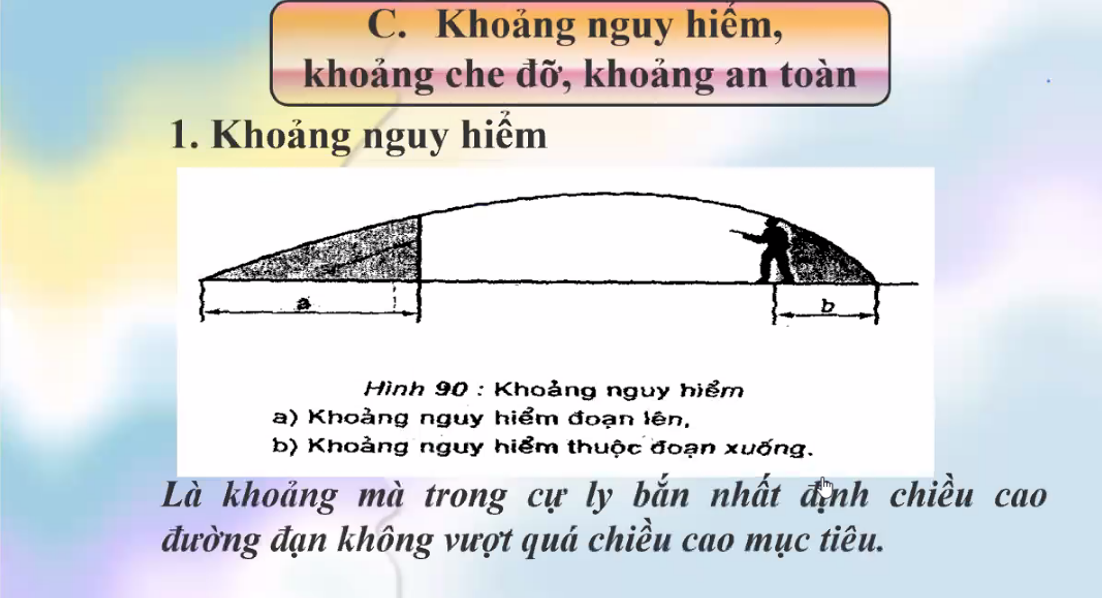 C. Khoảng nguy hiểm,
khoảng che đỡ, khoảng an toàn
1. Khoảng nguy hiểm
a
b
Hình 90 : Khoảng nguy hiểm
a) Khoảng nguy hiểm đoạn lên,
b) Khoảng nguy hiểm thuộc đoạn xuống.
Là khoảng mà trong cự ly bắn nhất định chiều cao
đường đạn không vượt quá chiều cao mục tiêu.